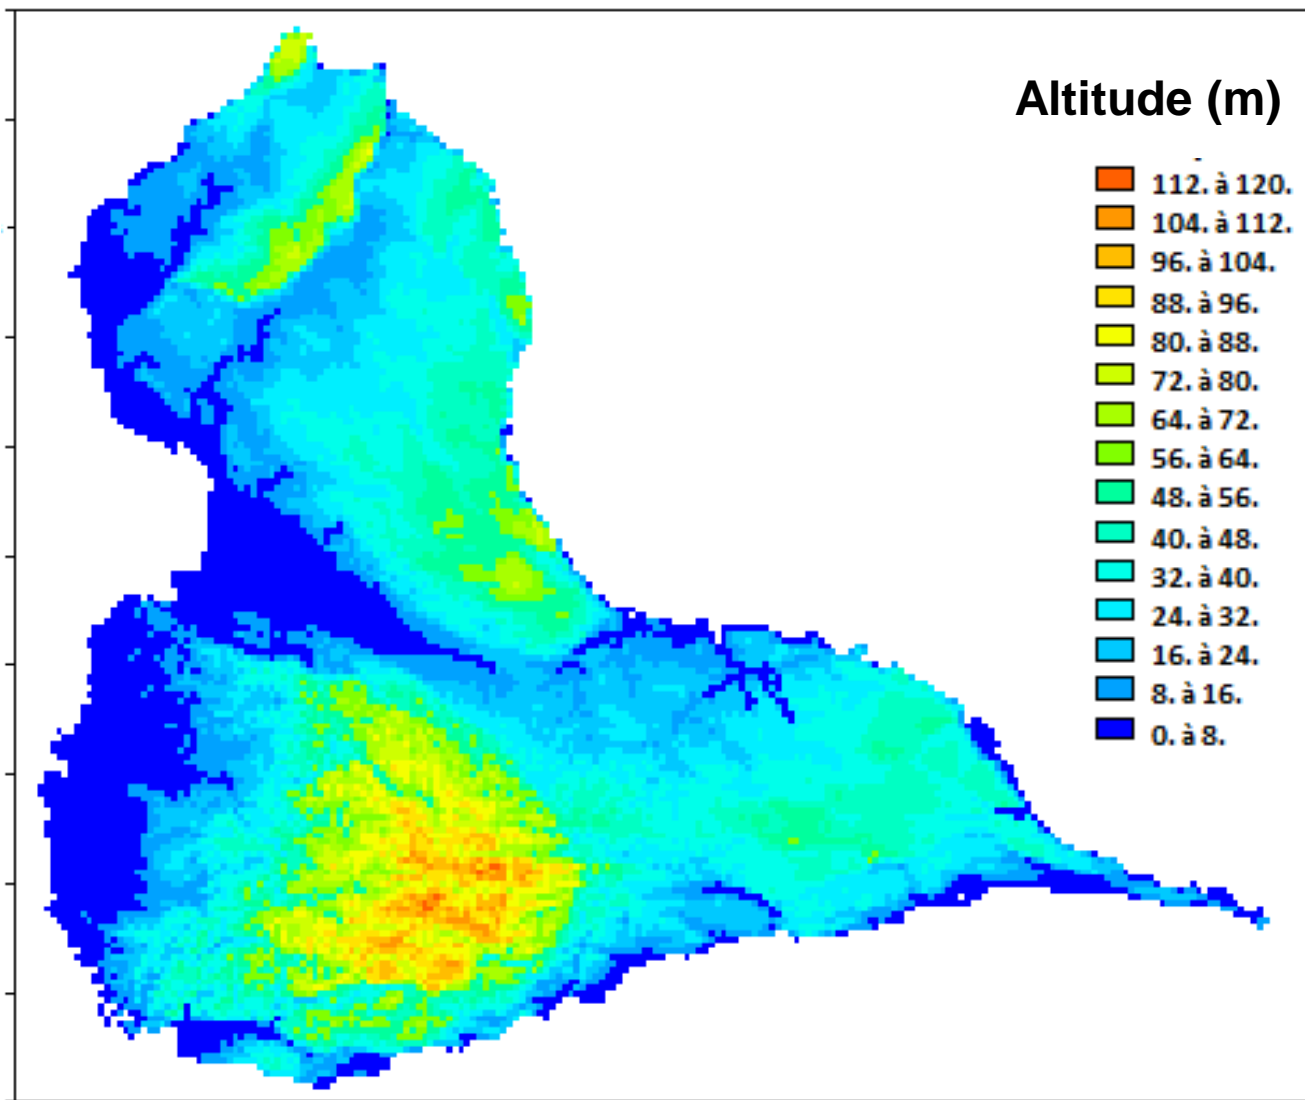 Altitude (m)
112. à 120.
104. à 112.
96. à 104.
88. à 96.
80. à 88.
72. à 80.
64. à 72.
56. à 64.
48. à 56.
40. à 48.
32. à 40.
24. à 32.
16. à 24.
8. à 16.
0. à 8.